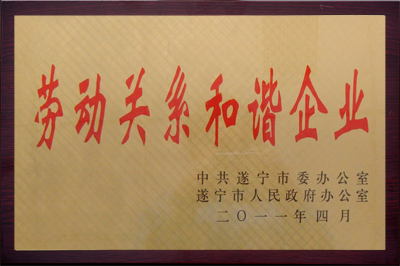 劳动关系和谐企业
中共遂宁市委办公室
遂宁市人民政府办公室
二〇一一年四月